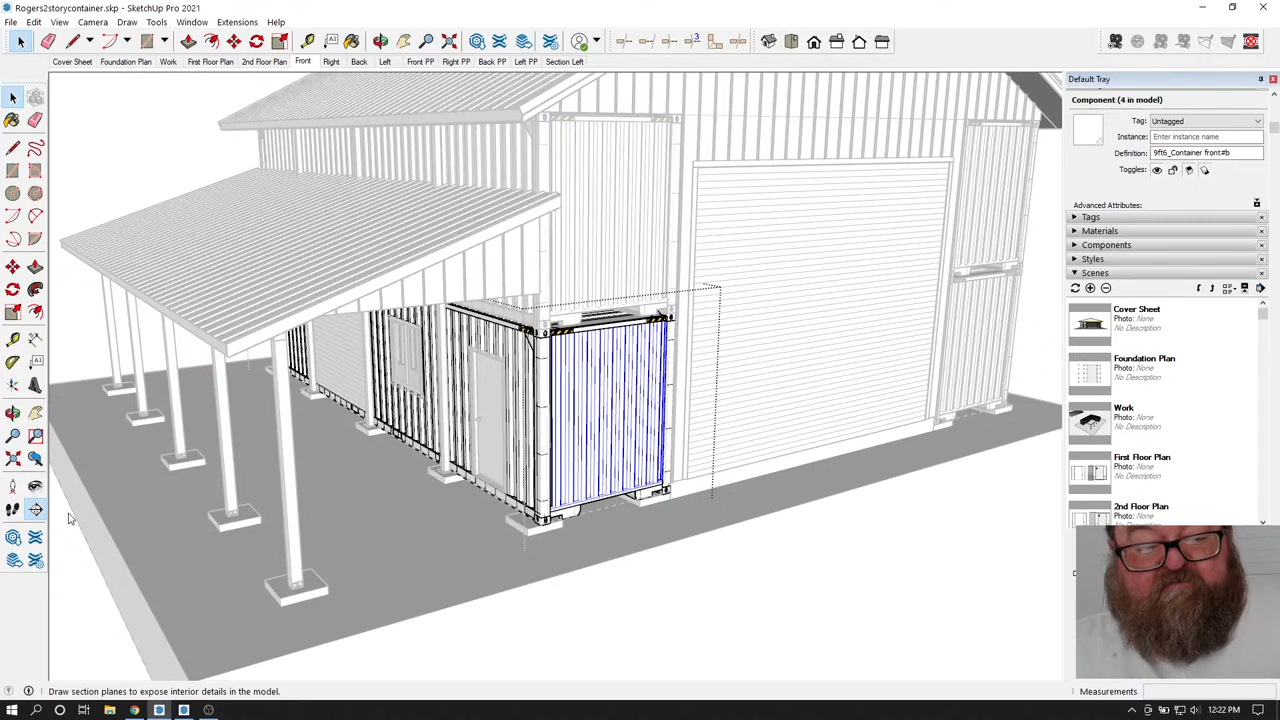 Rogers2storycontainer.skp - SketchUp Pro 2021
File Edit View Camera Draw Tools Window Extensions Help
Cover Sheet Foundation Plan Work First Floor Plan 2nd Floor Plan Front Right Back Left Front PP Right PP Back PP Left PP Section Left
Default Tray
Component (4 in model)
Tag: Untagged
Instance: Enter instance name
Definition: 9ft6_Container front#b
Toggles:
Advanced Attributes:
Tags
Materials
Components
Styles
Scenes
Cover Sheet
Photo: None
No Description
Foundation Plan
Photo: None
No Description
Work
Photo: None
No Description
First Floor Plan
Photo: None
No Description
2nd Floor Plan
Photo: None
No Description
Draw section planes to expose interior details in the model.
Measurements
12:22 PM